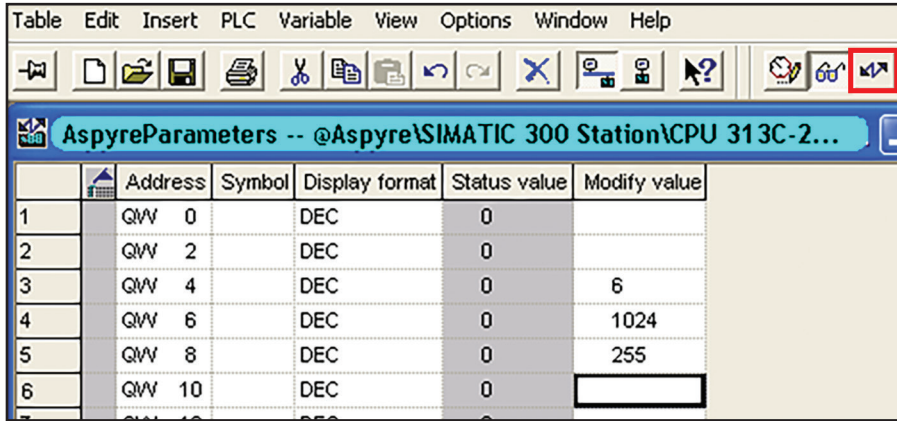 Table Edit Insert PLC Variable View Options Window Help
AspyreParameters -- @Aspyre\SIMATIC 300 Station\CPU 313C-2...
Address Symbol Display format Status value Modify value
1 QW 0 DEC 0
2 QW 2 DEC 0
3 QW 4 DEC 0 6
4 QW 6 DEC 0 1024
5 QW 8 DEC 0 255
6 QW 10 DEC 0